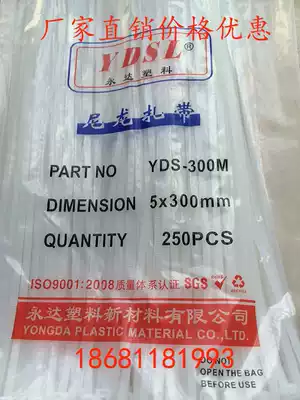 厂家直销价格优惠
YDSL®
永达塑料
尼龙扎带
PART NO YDS-300M
DIMENSION 5x300mm
QUANTITY 250PCS
ISO9001:2008质量体系认证 SGS
永达塑料新材料有限公司
YONGDA PLASTIC MATERIAL CO.,LTD.
18681181993
DO NOT
OPEN THE BAG
BEFORE USE